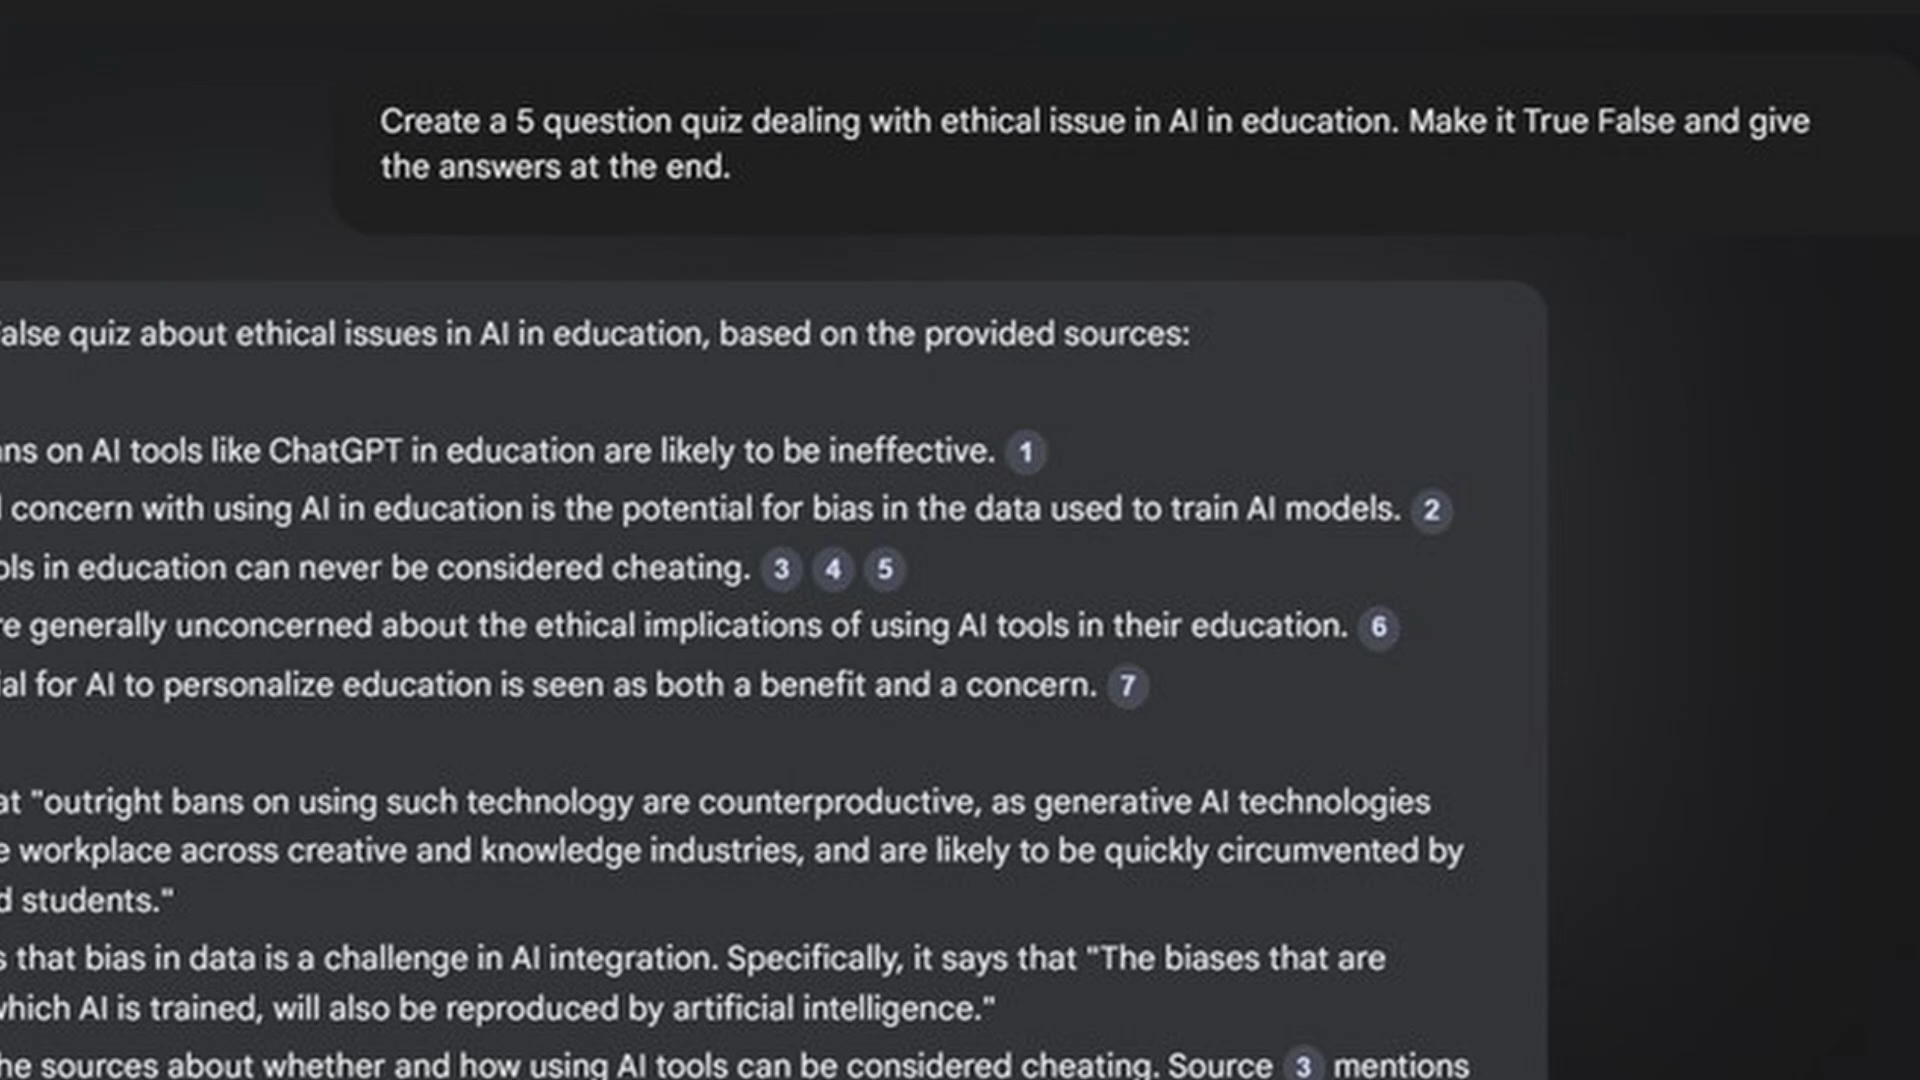 Create a 5 question quiz dealing with ethical issue in AI in education. Make it True False and give
the answers at the end.
alse quiz about ethical issues in AI in education, based on the provided sources:
ns on AI tools like ChatGPT in education are likely to be ineffective. 1
concern with using AI in education is the potential for bias in the data used to train AI models. 2
ols in education can never be considered cheating. 3 4 5
re generally unconcerned about the ethical implications of using AI tools in their education. 6
ial for AI to personalize education is seen as both a benefit and a concern. 7
at "outright bans on using such technology are counterproductive, as generative AI technologies
e workplace across creative and knowledge industries, and are likely to be quickly circumvented by
d students."
s that bias in data is a challenge in AI integration. Specifically, it says that "The biases that are
which AI is trained, will also be reproduced by artificial intelligence."
he sources about whether and how using AI tools can be considered cheating. Source 3 mentions